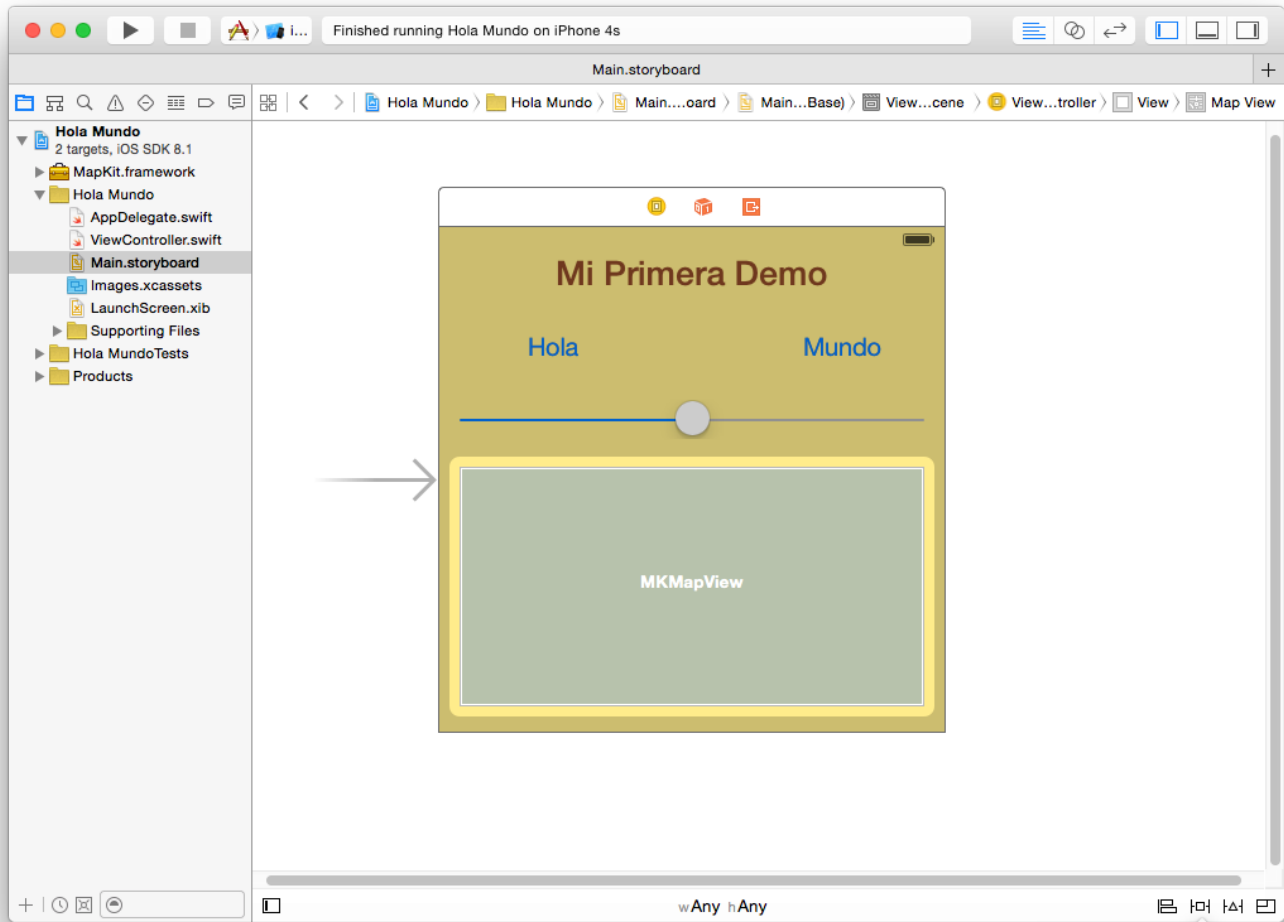 i... Finished running Hola Mundo on iPhone 4s
Main.storyboard
Hola Mundo Hola Mundo Main....oard Main...Base) View...cene View...troller View Map View
Hola Mundo
2 targets, iOS SDK 8.1
MapKit.framework
Hola Mundo
AppDelegate.swift
ViewController.swift
Main.storyboard
Images.xcassets
LaunchScreen.xib
Supporting Files
Hola MundoTests
Products
Mi Primera Demo
Hola Mundo
MKMapView
wAny hAny